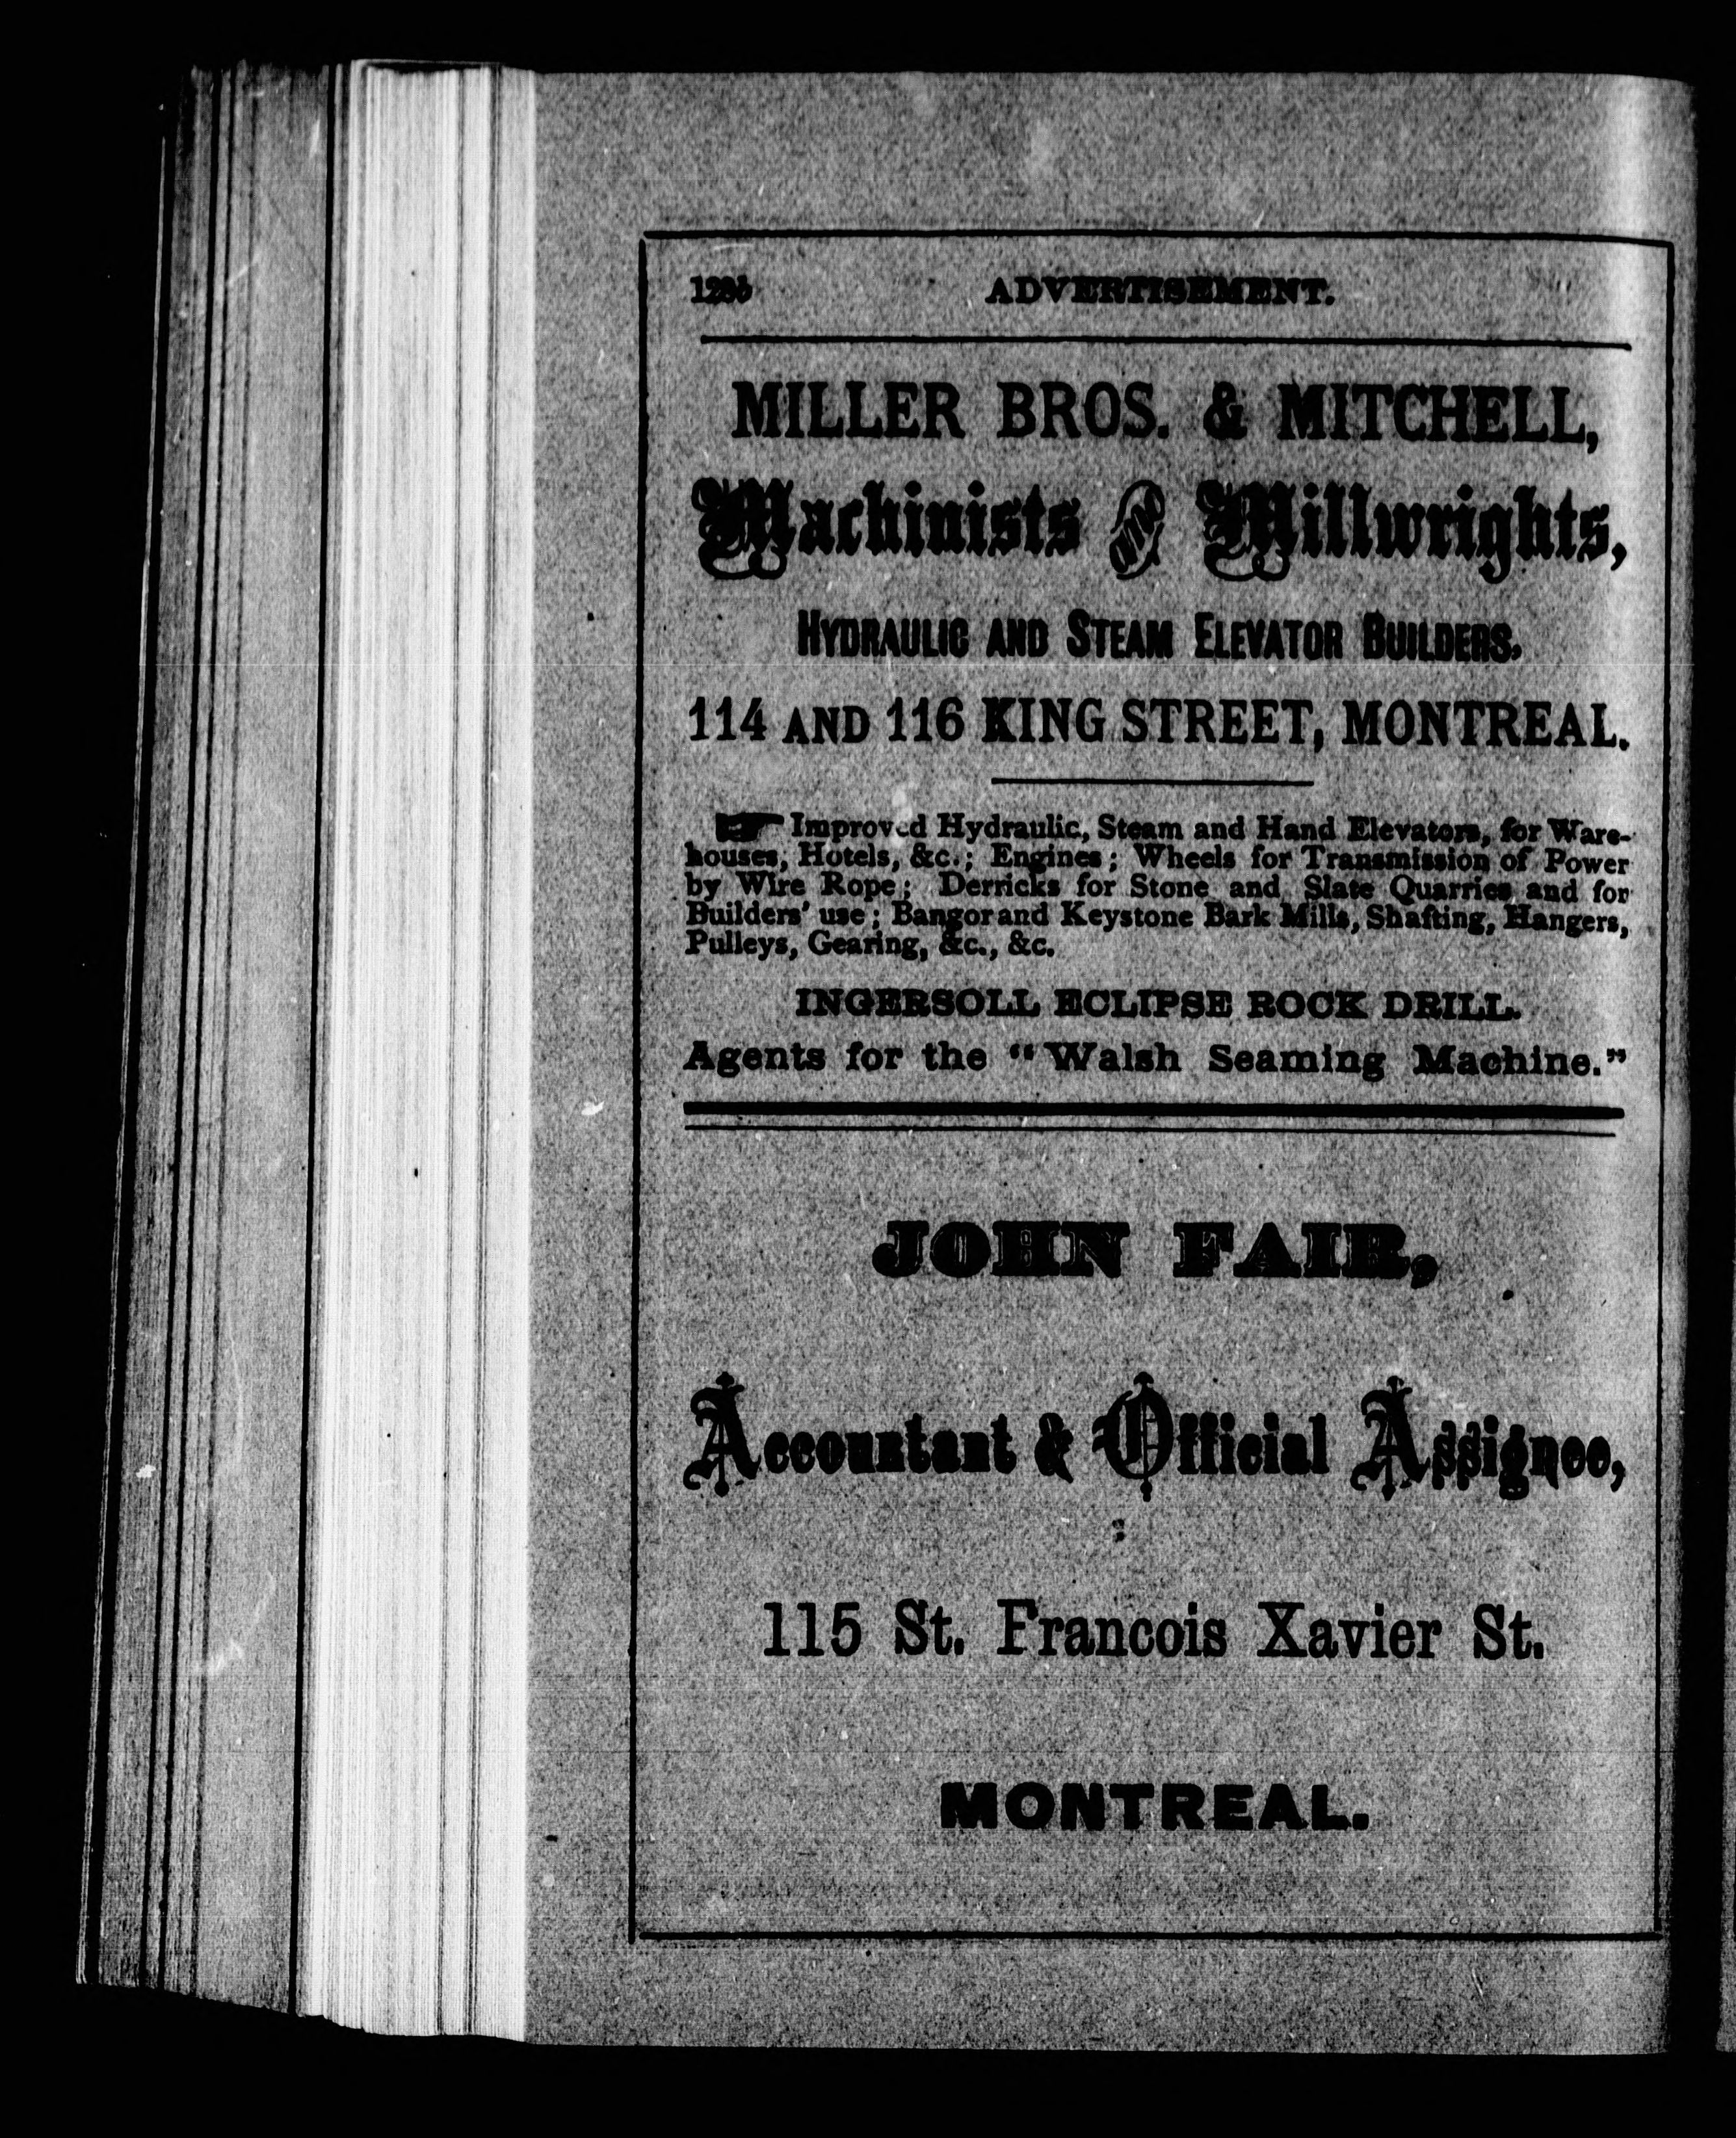 128b ADVERTISEMENT.
MILLER BROS. & MITCHELL,
Machinists & Millwrights,
HYDRAULIC AND STEAM ELEVATOR BUILDERS.
114 AND 116 KING STREET, MONTREAL.
☛ Improved Hydraulic, Steam and Hand Elevators, for Ware-
houses, Hotels, &c.; Engines; Wheels for Transmission of Power
by Wire Rope; Derricks for Stone and Slate Quarries and for
Builders' use; Bangor and Keystone Bark Mills, Shafting, Hangers,
Pulleys, Gearing, &c., &c.
INGERSOLL ECLIPSE ROCK DRILL.
Agents for the "Walsh Seaming Machine."
JOHN FAIR,
Accountant & Official Assignee,
115 St. Francois Xavier St.
MONTREAL.